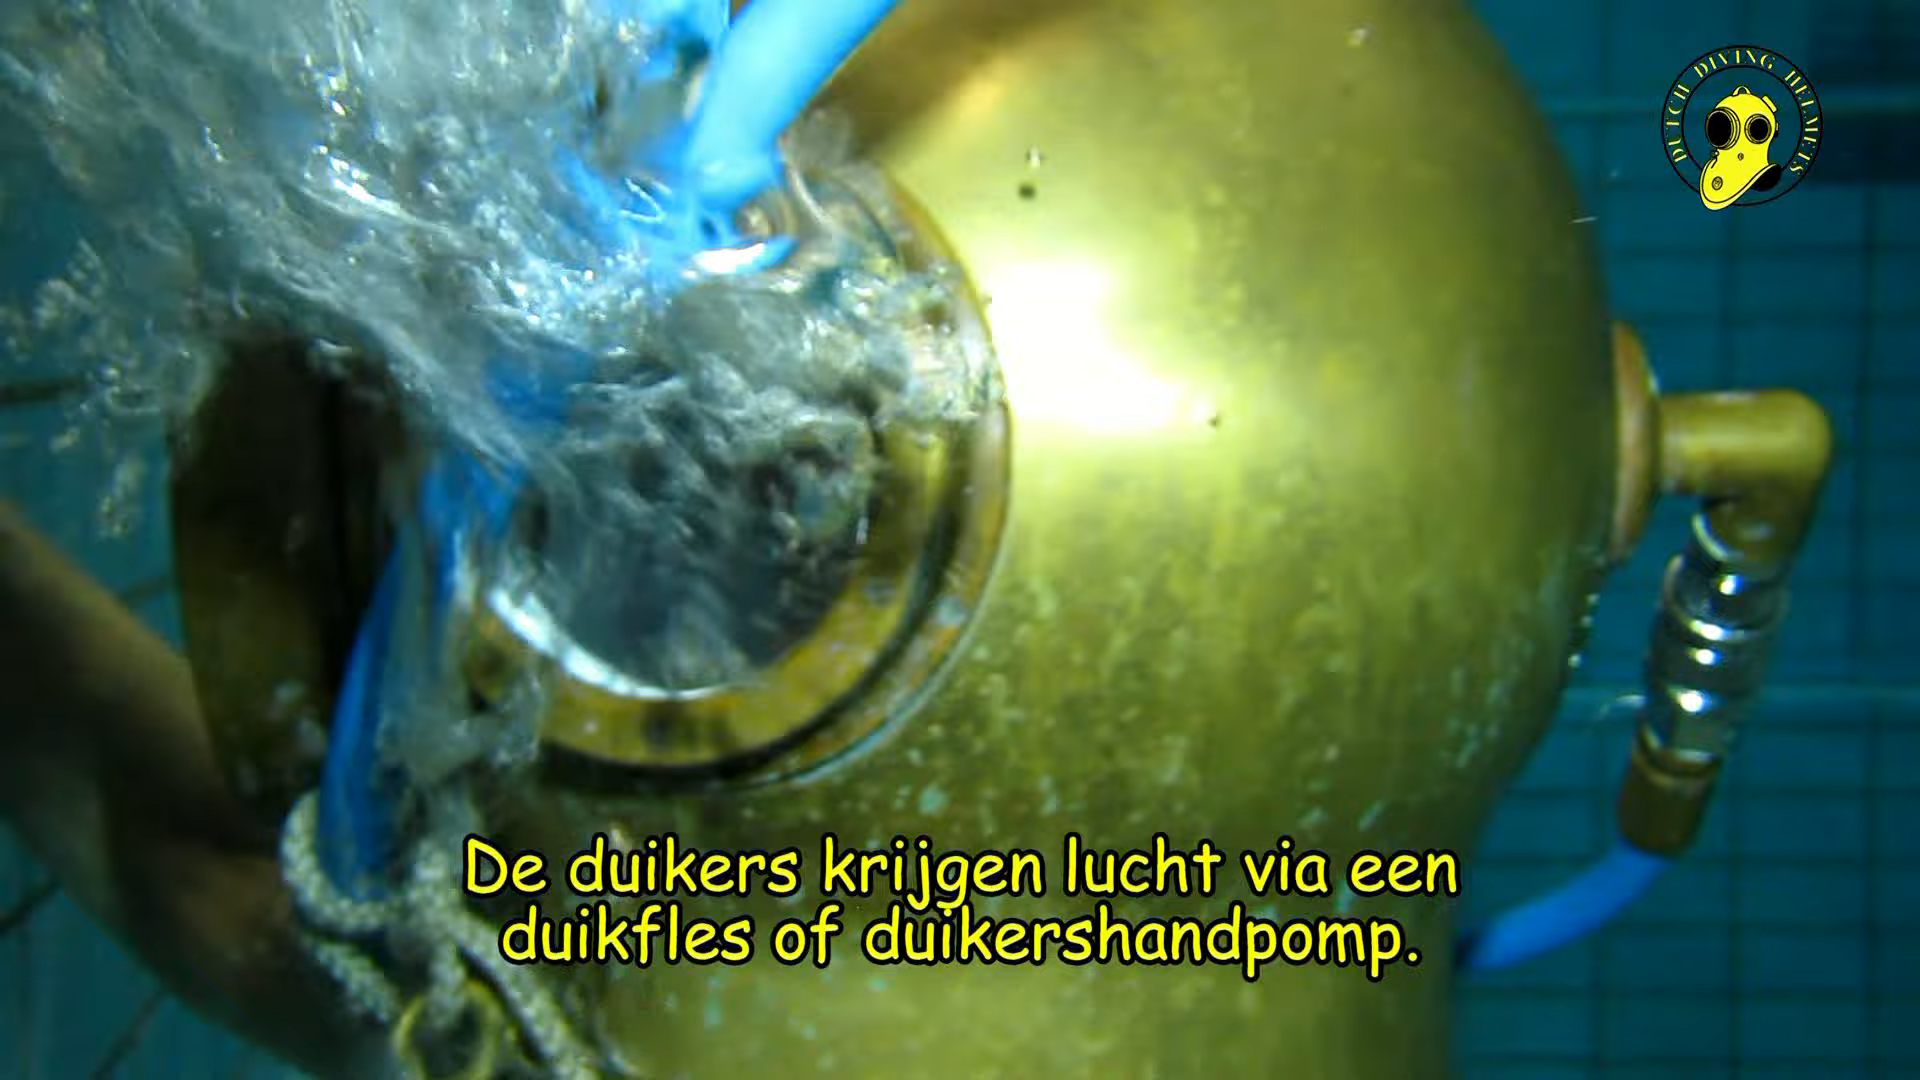 DUTCH DIVING HELMETS
De duikers krijgen lucht via een
duikfles of duikershandpomp.